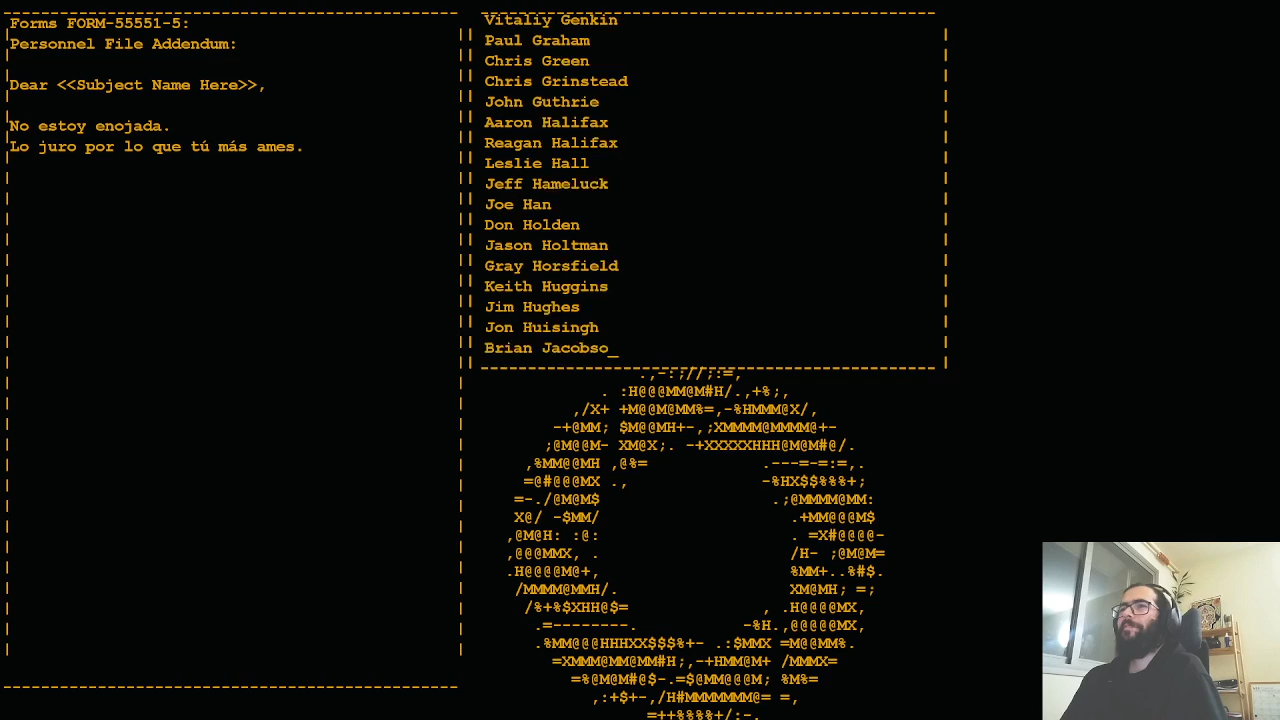 Forms FORM-55551-5:
Personnel File Addendum:
Dear <<Subject Name Here>>,
No estoy enojada.
Lo juro por lo que tú más ames.
Vitaliy Genkin
Paul Graham
Chris Green
Chris Grinstead
John Guthrie
Aaron Halifax
Reagan Halifax
Leslie Hall
Jeff Hameluck
Joe Han
Don Holden
Jason Holtman
Gray Horsfield
Keith Huggins
Jim Hughes
Jon Huisingh
Brian Jacobso_